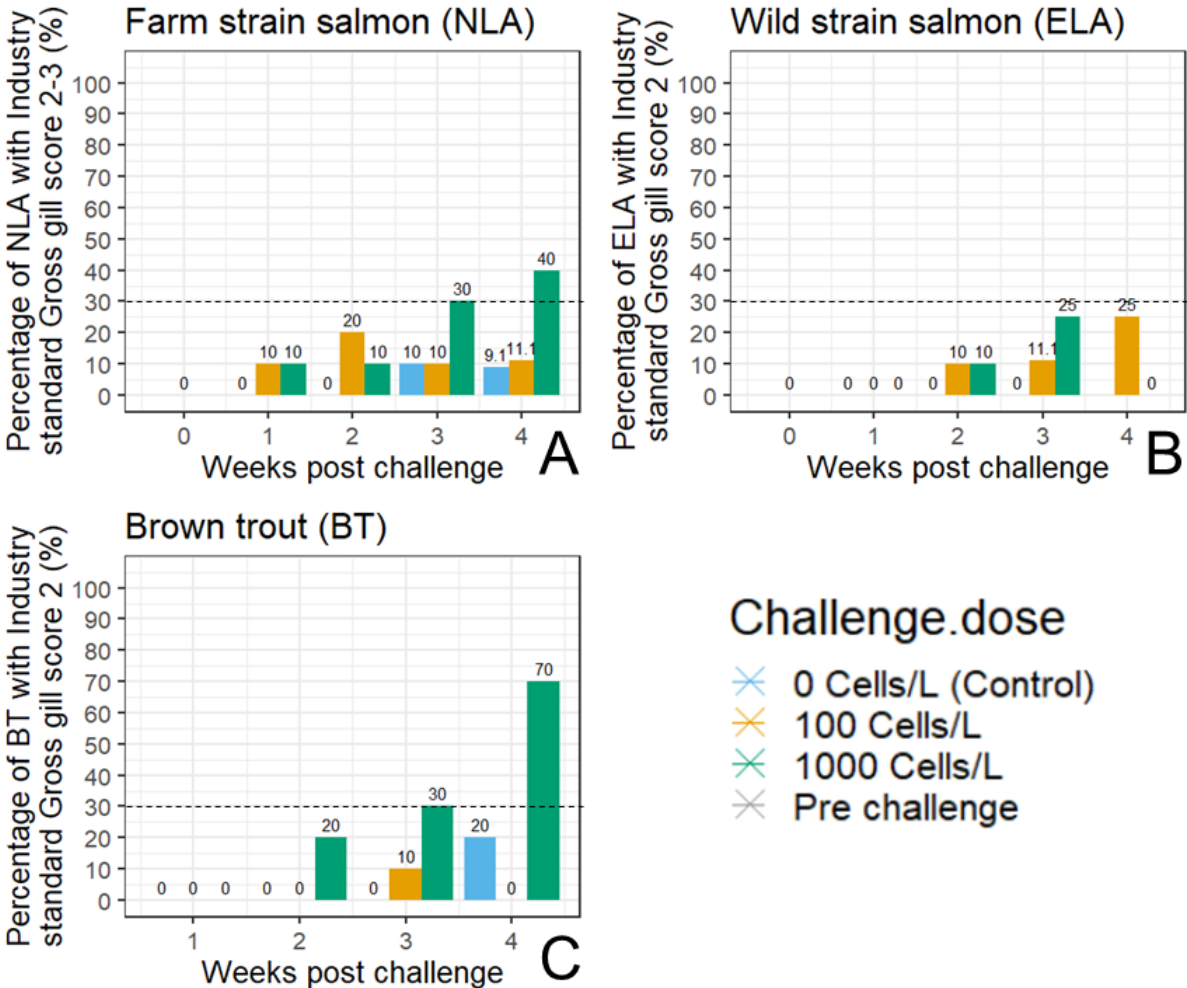 Farm strain salmon (NLA)
Percentage of NLA with Industry
standard Gross gill score 2-3 (%)
100
90
80
70
60
50
40
30
20
10
0
0
0 10 10
0 20 10
10 10 30
9.1 11.1 40
0 1 2 3 4
Weeks post challenge
A
Wild strain salmon (ELA)
Percentage of ELA with Industry
standard Gross gill score 2 (%)
100
90
80
70
60
50
40
30
20
10
0
0
0 0 0
0 10 10
0 11.1 25
25 0
0 1 2 3 4
Weeks post challenge
B
Brown trout (BT)
Percentage of BT with Industry
standard Gross gill score 2 (%)
100
90
80
70
60
50
40
30
20
10
0
0 0 0
0 0 20
0 10 30
20 0 70
1 2 3 4
Weeks post challenge
C
Challenge.dose
0 Cells/L (Control)
100 Cells/L
1000 Cells/L
Pre challenge